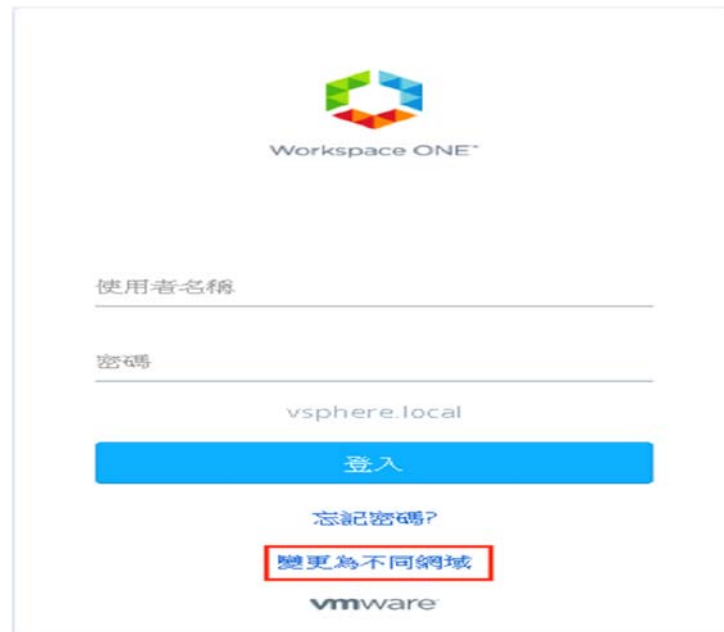 Workspace ONE™
使用者名稱
密碼
vsphere.local
登入
忘記密碼?
變更為不同網域
vmware